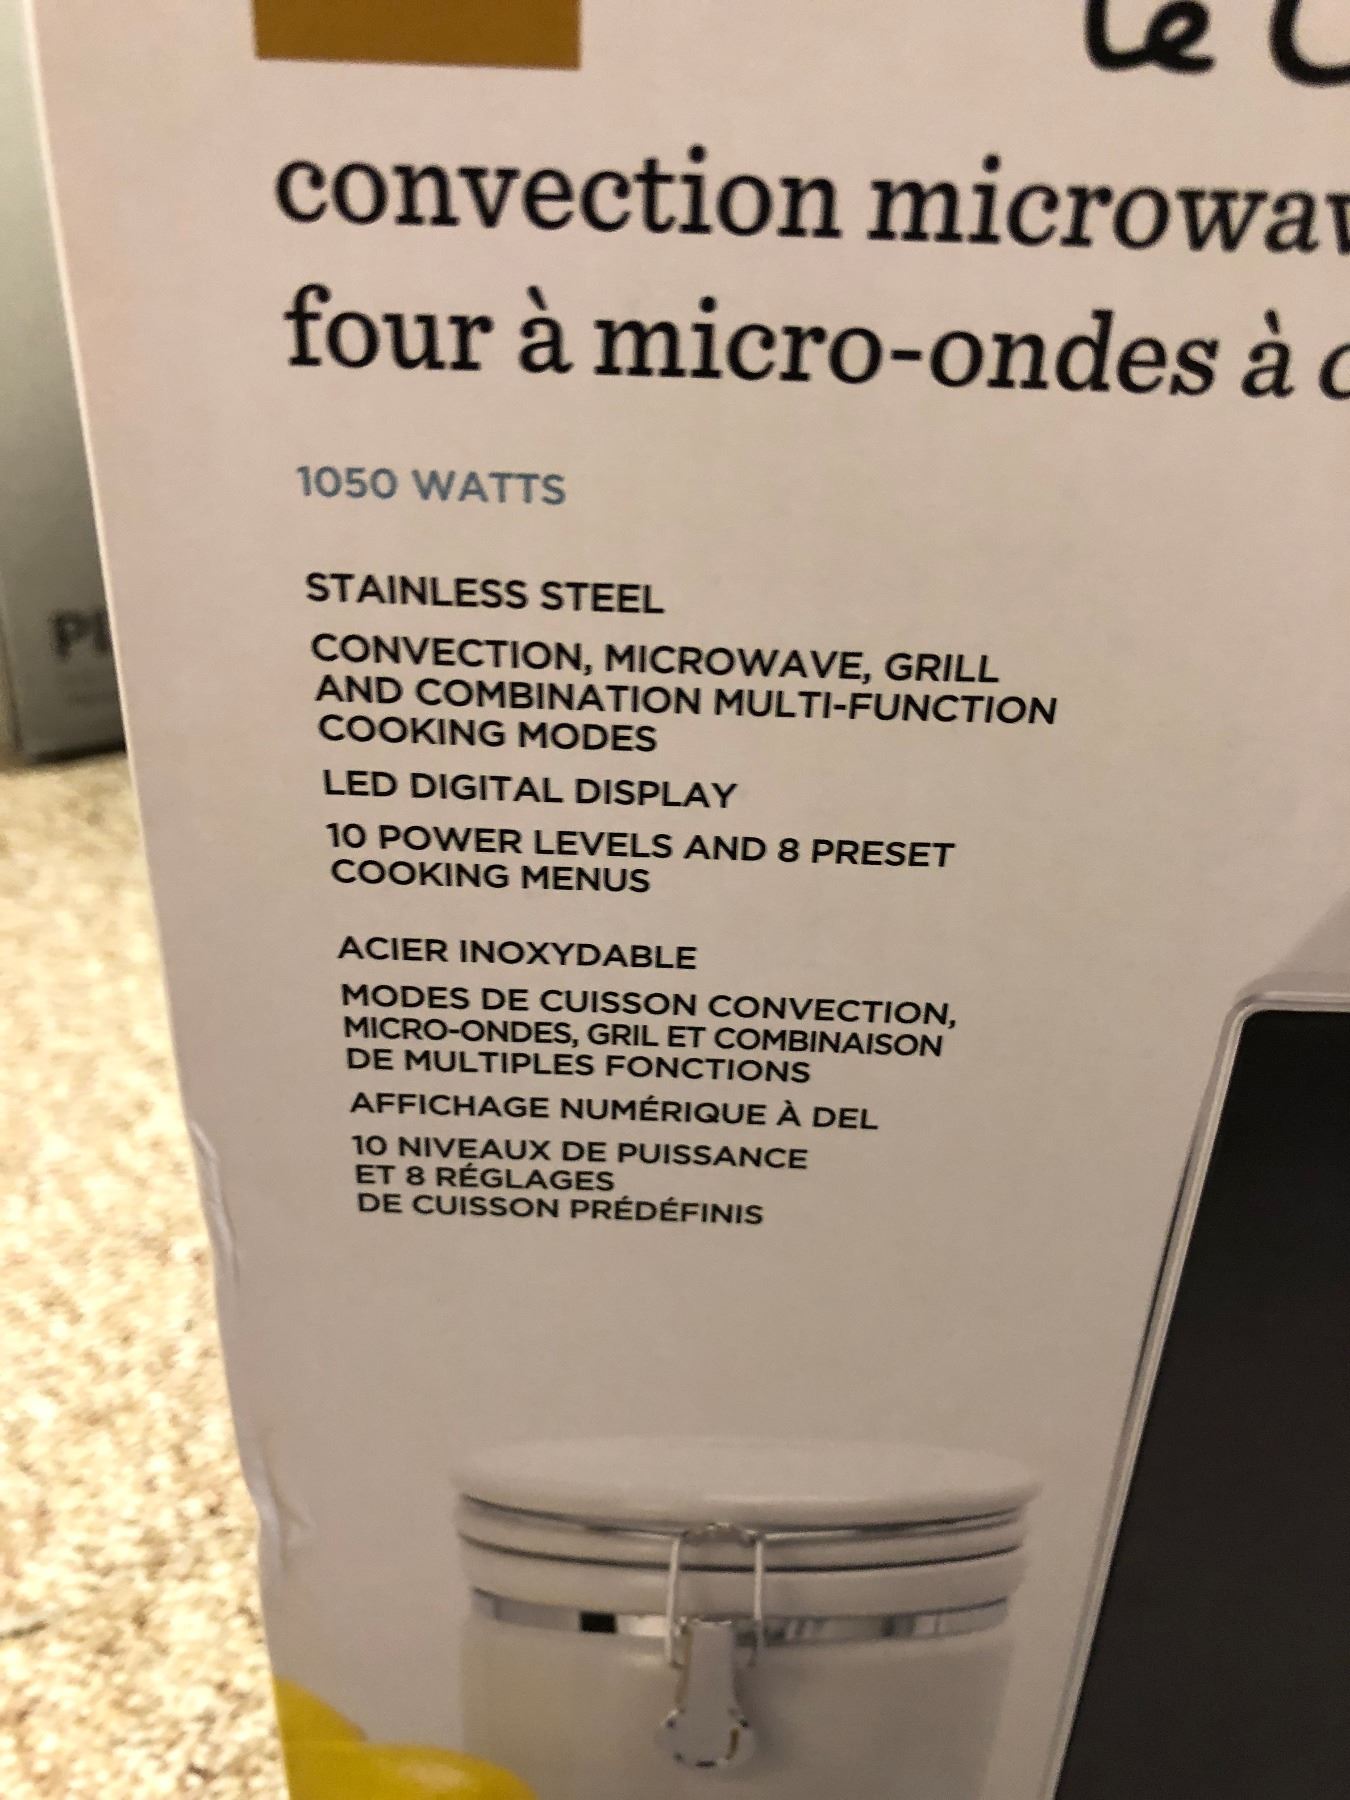 le
convection
four à micro-ondes à
1050 WATTS
STAINLESS STEEL
CONVECTION, MICROWAVE, GRILL
AND COMBINATION MULTI-FUNCTION
COOKING MODES
LED DIGITAL DISPLAY
10 POWER LEVELS AND 8 PRESET
COOKING MENUS
ACIER INOXYDABLE
MODES DE CUISSON CONVECTION,
MICRO-ONDES, GRIL ET COMBINAISON
DE MULTIPLES FONCTIONS
AFFICHAGE NUMÉRIQUE À DEL
10 NIVEAUX DE PUISSANCE
ET 8 RÉGLAGES
DE CUISSON PRÉDÉFINIS